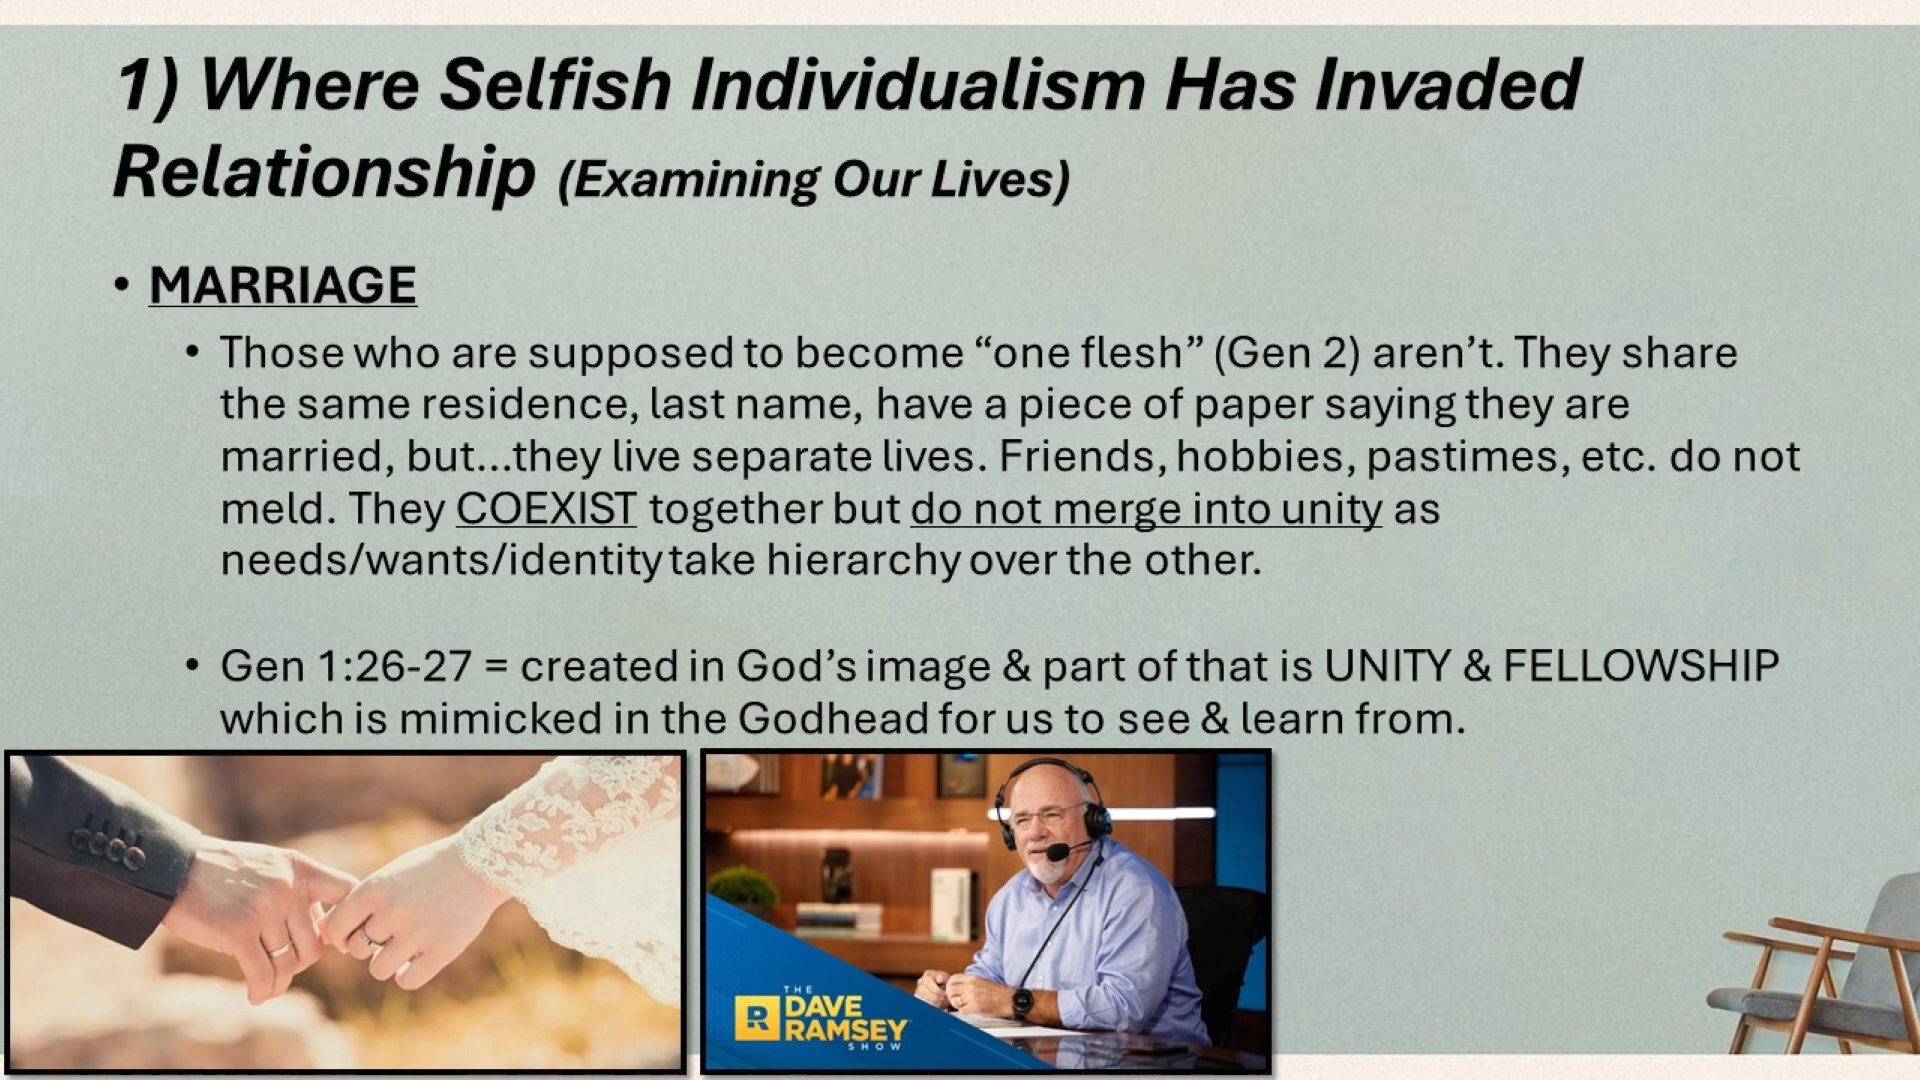 1) Where Selfish Individualism Has Invaded
Relationship (Examining Our Lives)
• MARRIAGE
• Those who are supposed to become “one flesh” (Gen 2) aren’t. They share
the same residence, last name, have a piece of paper saying they are
married, but…they live separate lives. Friends, hobbies, pastimes, etc. do not
meld. They COEXIST together but do not merge into unity as
needs/wants/identity take hierarchy over the other.
• Gen 1:26-27 = created in God’s image & part of that is UNITY & FELLOWSHIP
which is mimicked in the Godhead for us to see & learn from.
THE
R DAVE
RAMSEY
SHOW